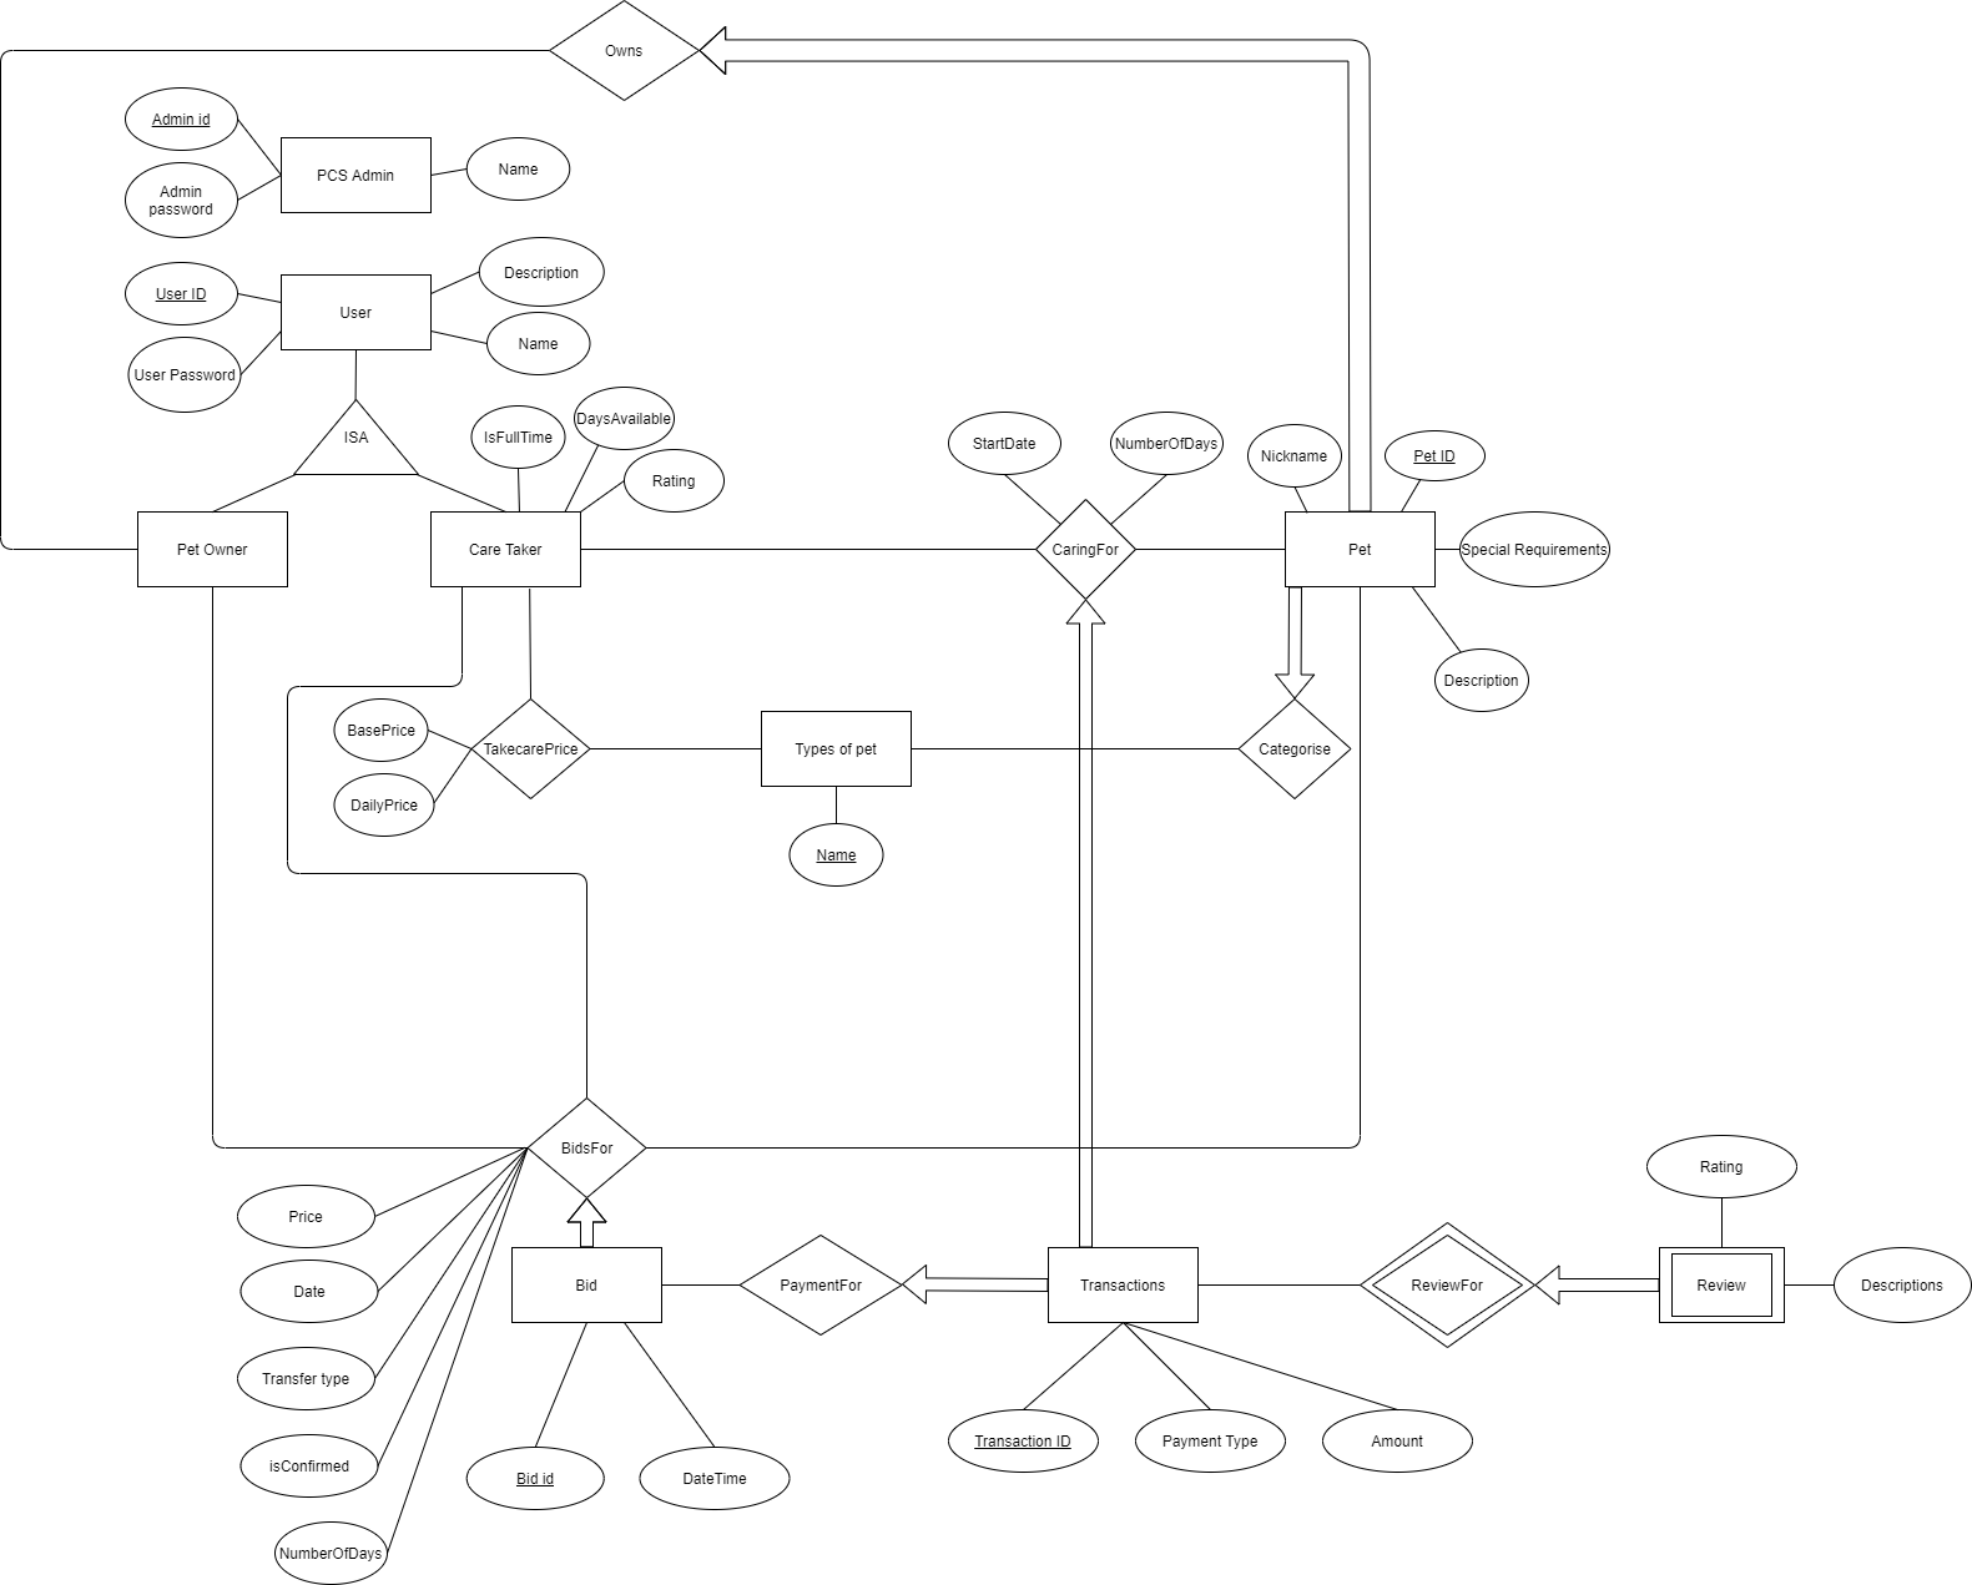 Owns
Admin id
PCS Admin
Name
Admin
password
Description
User ID
User
Name
User Password
ISA
IsFullTime
DaysAvailable
Rating
StartDate
NumberOfDays
Nickname
Pet ID
Pet Owner
Care Taker
CaringFor
Pet
Special Requirements
Description
BasePrice
TakecarePrice
Types of pet
Categorise
DailyPrice
Name
BidsFor
Rating
Price
Date
Bid
PaymentFor
Transactions
ReviewFor
Review
Descriptions
Transfer type
Transaction ID
Payment Type
Amount
isConfirmed
Bid id
DateTime
NumberOfDays